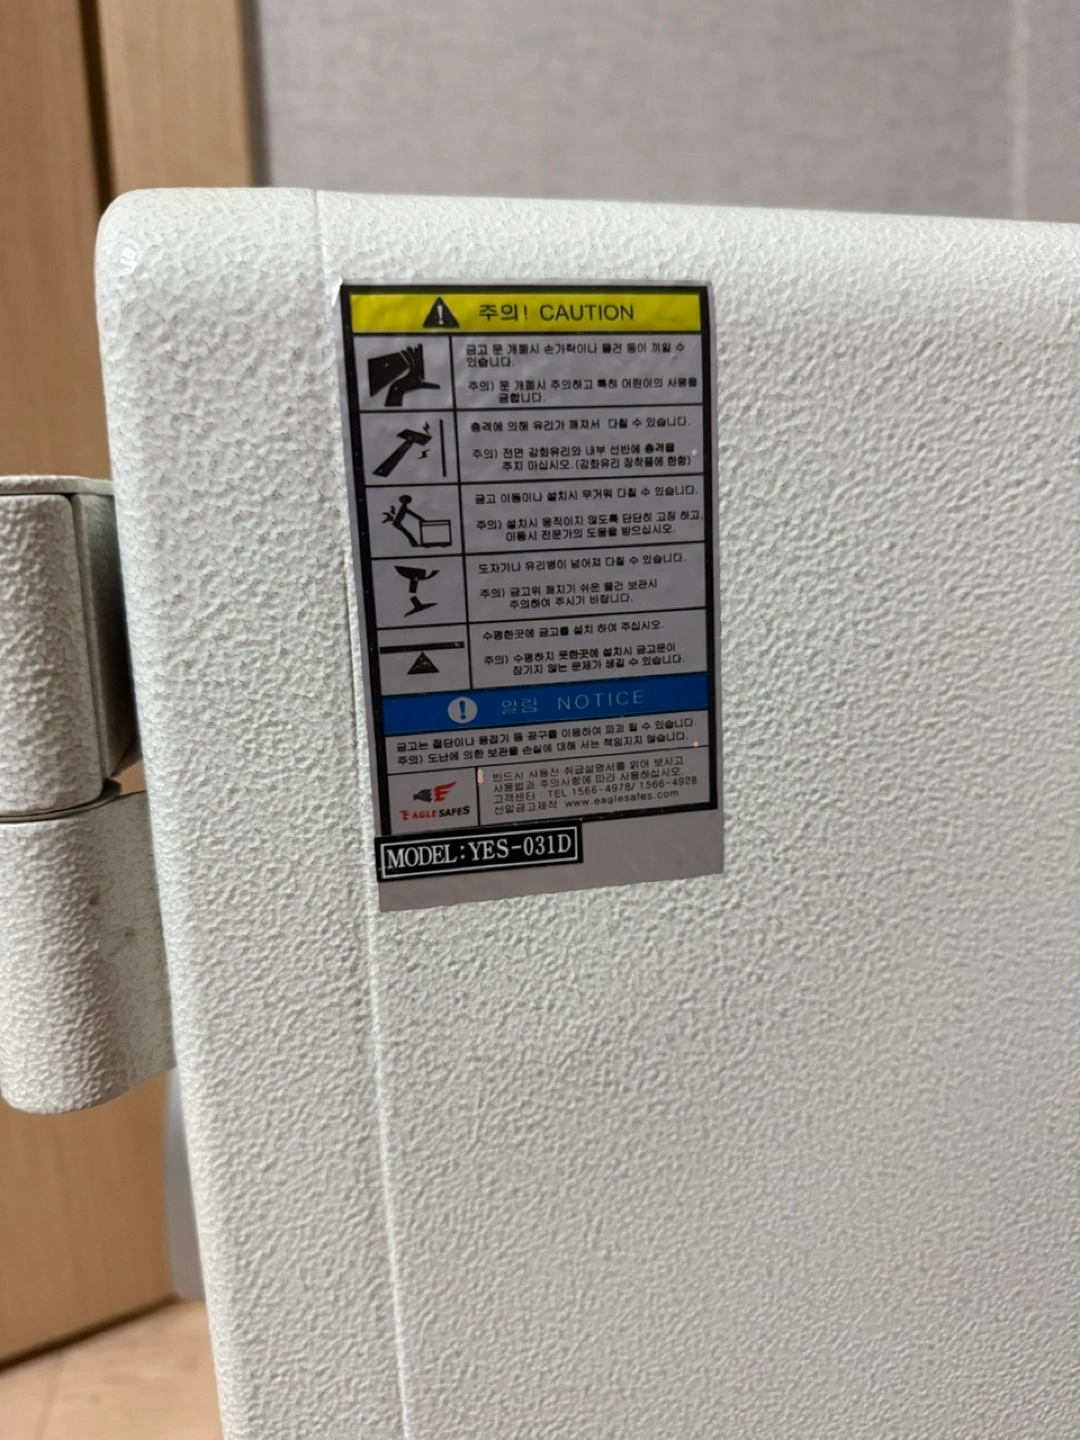 주의! CAUTION
금고 문 개폐시 손가락이나 물건 등이 끼일 수
있습니다.
주의) 문 개폐시 주의하고 특히 어린이의 사용을
금합니다.
충격에 의해 유리가 깨져서 다칠 수 있습니다.
주의) 전면 강화유리와 내부 선반에 충격을
주지 마십시오.(강화유리 장착품에 한함)
금고 이동이나 설치시 무거워 다칠 수 있습니다.
주의) 설치시 움직이지 않도록 단단히 고정 하고,
이동시 전문가의 도움을 받으십시오.
도자기나 유리병이 넘어져 다칠 수 있습니다.
주의) 금고위 깨지기 쉬운 물건 보관시
주의하여 주시기 바랍니다.
수평한곳에 금고를 설치 하여 주십시오.
주의) 수평하지 못한곳에 설치시 금고문이
잠기지 않는 문제가 생길 수 있습니다.
알림 NOTICE
금고는 절단이나 용접기 등 공구를 이용하여 파괴 될 수 있습니다.
주의) 도난에 의한 보관물 손실에 대해 서는 책임지지 않습니다.
EAGLE SAFES
반드시 사용전 취급설명서를 읽어 보시고
사용법과 주의사항에 따라 사용하십시오.
고객센터 : TEL 1566-4978/ 1566-4928
선일금고제작 www.eaglesafes.com
MODEL:YES-031D